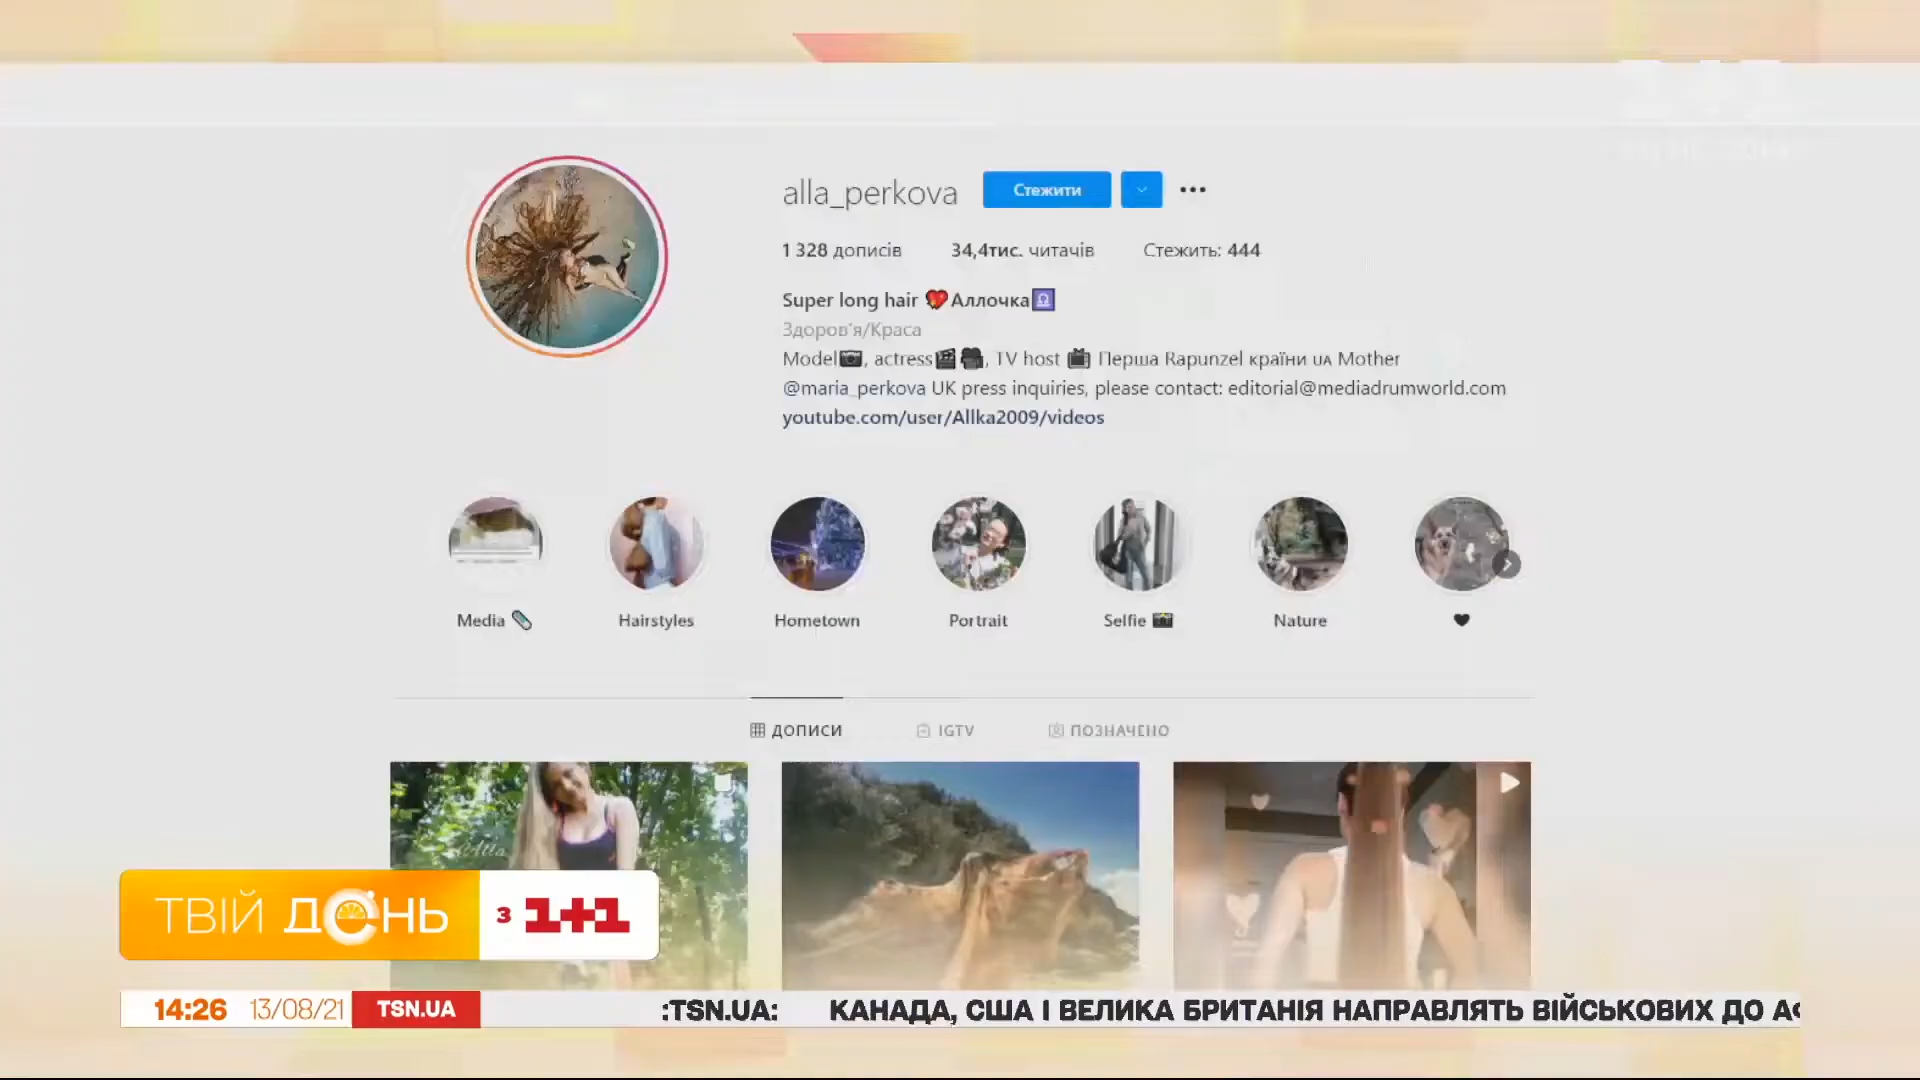 alla_perkova Стежити
1 328 дописів 34,4тис. читачів Стежить: 444
Super long hair 💖Аллочка♎
Здоров'я/Краса
Model📷, actress🎬🎥, TV host 📺 Перша Rapunzel країни UA Mother
@maria_perkova UK press inquiries, please contact: editorial@mediadrumworld.com
youtube.com/user/Allka2009/videos
Media Hairstyles Hometown Portrait Selfie 📸 Nature 🖤
ДОПИСИ IGTV ПОЗНАЧЕНО
Alla
ТВІЙ ДЕНЬ З 1+1
14:26 13/08/21 TSN.UA :TSN.UA: КАНАДА, США І ВЕЛИКА БРИТАНІЯ НАПРАВЛЯТЬ ВІЙСЬКОВИХ ДО АФ